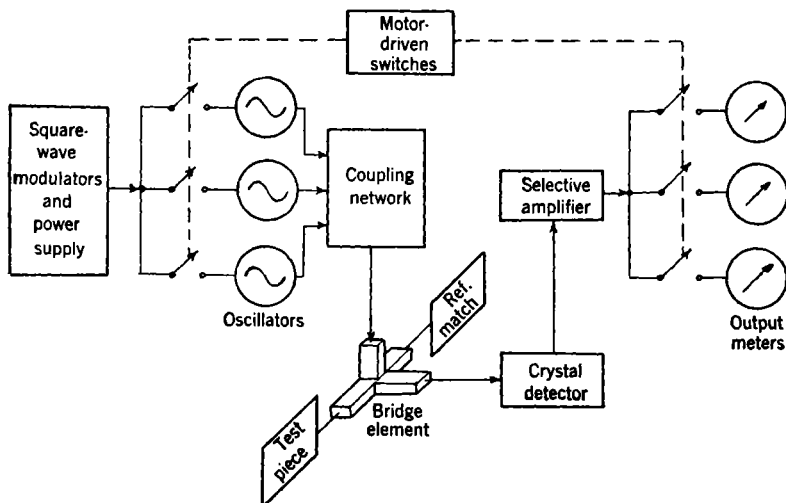 Motor-
driven
switches
Square-
wave
modulators
and
power
supply
Coupling
network
Selective
amplifier
Oscillators
Output
meters
Ref.
match
Crystal
detector
Bridge
element
Test
piece